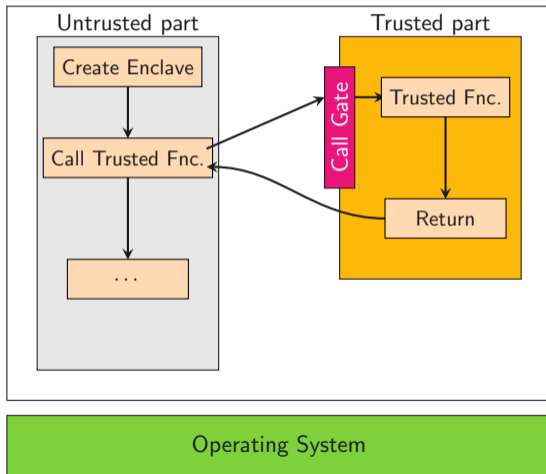 Untrusted part
Trusted part
Create Enclave
Call Trusted Fnc.
...
Call Gate
Trusted Fnc.
Return
Operating System